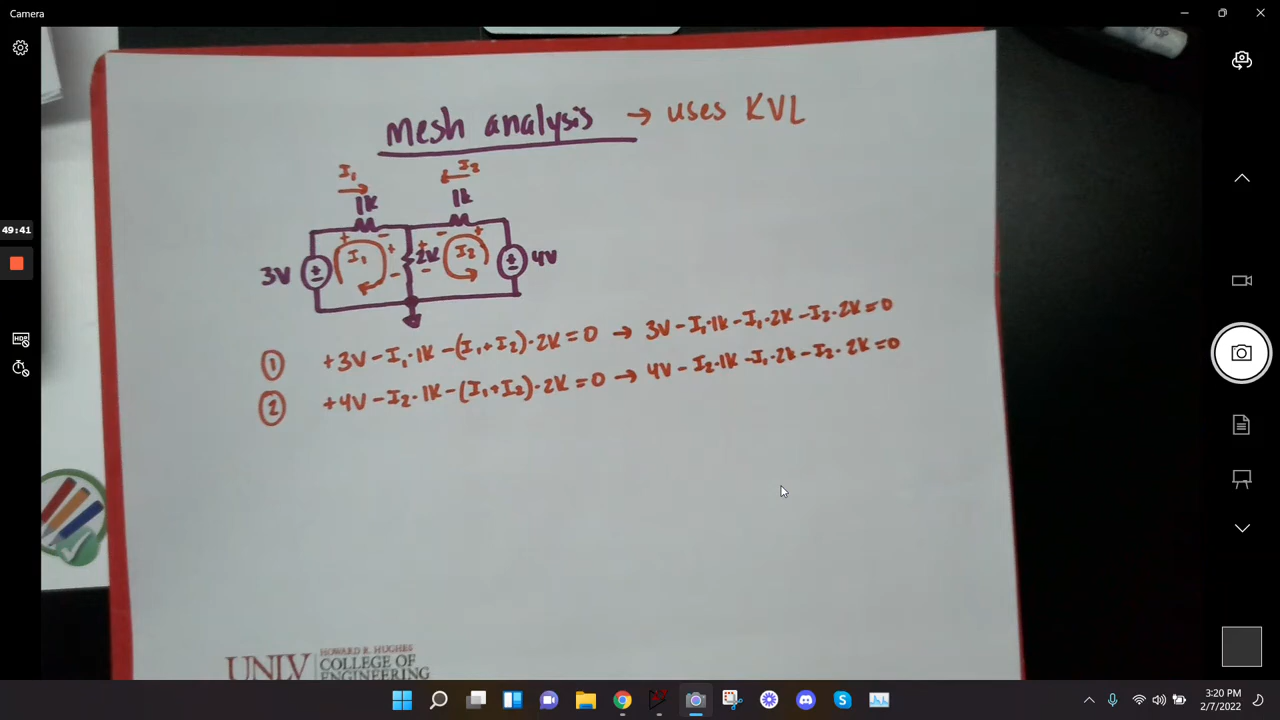 Camera
mesh analysis → uses KVL
I₁
I₂
1K
1K
+ - - +
I₁ + + I₂
3V + 2K + 4V
- - - -
49:41
① +3V - I₁·1K - (I₁+I₂)·2K = 0 → 3V - I₁·1K - I₁·2K - I₂·2K = 0
② +4V - I₂·1K - (I₁+I₂)·2K = 0 → 4V - I₂·1K - I₁·2K - I₂·2K = 0
HOWARD R. HUGHES
UNLV COLLEGE OF
ENGINEERING
3:20 PM
2/7/2022